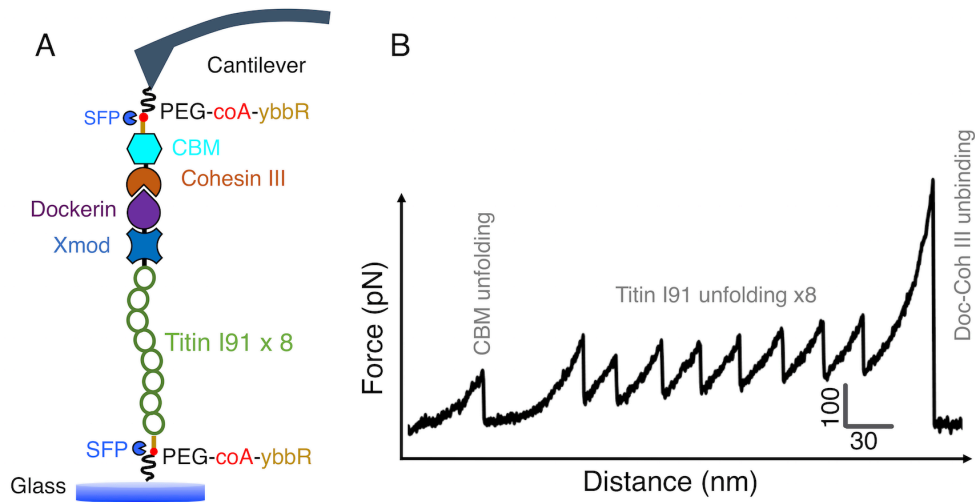 A
Cantilever
SFP
PEG-coA-ybbR
CBM
Cohesin III
Dockerin
Xmod
Titin I91 x 8
SFP
PEG-coA-ybbR
Glass
B
Force (pN)
CBM unfolding
Titin I91 unfolding x8
Doc-Coh III unbinding
100
30
Distance (nm)